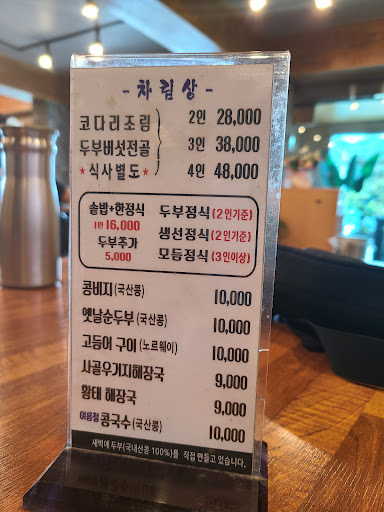 - 차림상 -
코다리조림 2인 28,000
두부버섯전골 3인 38,000
★식사별도★ 4인 48,000
솥밥+한정식 두부정식(2인기준)
1인 16,000 생선정식(2인기준)
두부추가 모듬정식(3인이상)
5,000
콩비지(국산콩) 10,000
옛날순두부(국산콩) 10,000
고등어 구이(노르웨이) 10,000
사골우거지해장국 9,000
황태 해장국 9,000
여름철 콩국수(국산콩) 10,000
새벽에 두부(국내산콩 100%)를 직접 만들고 있습니다.